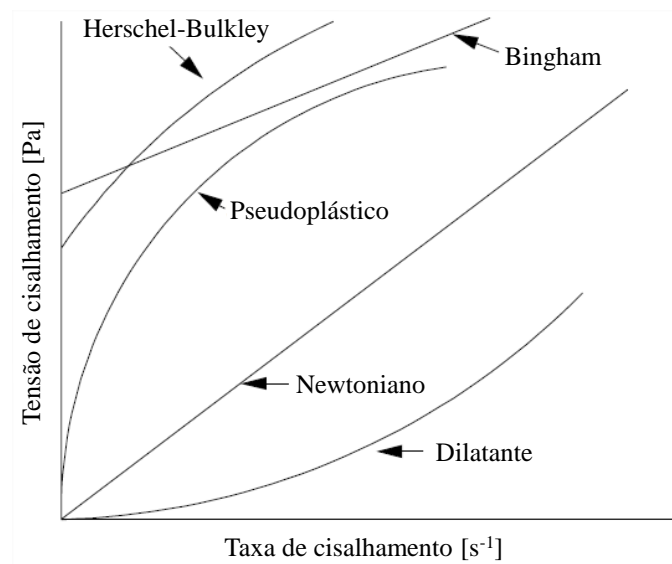 Herschel-Bulkley
Bingham
Tensão de cisalhamento [Pa]
Pseudoplástico
Newtoniano
Dilatante
Taxa de cisalhamento [s-1]